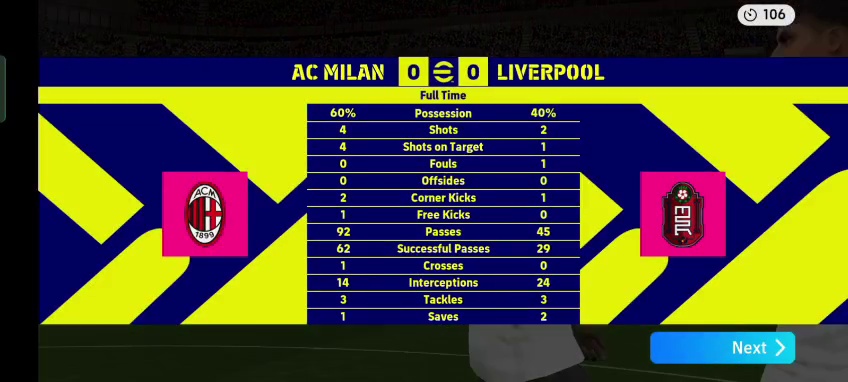 106
AC MILAN 0 0 LIVERPOOL
Full Time
60% Possession 40%
4 Shots 2
4 Shots on Target 1
0 Fouls 1
0 Offsides 0
2 Corner Kicks 1
1 Free Kicks 0
92 Passes 45
62 Successful Passes 29
1 Crosses 0
14 Interceptions 24
3 Tackles 3
1 Saves 2
ACM
1899
Next